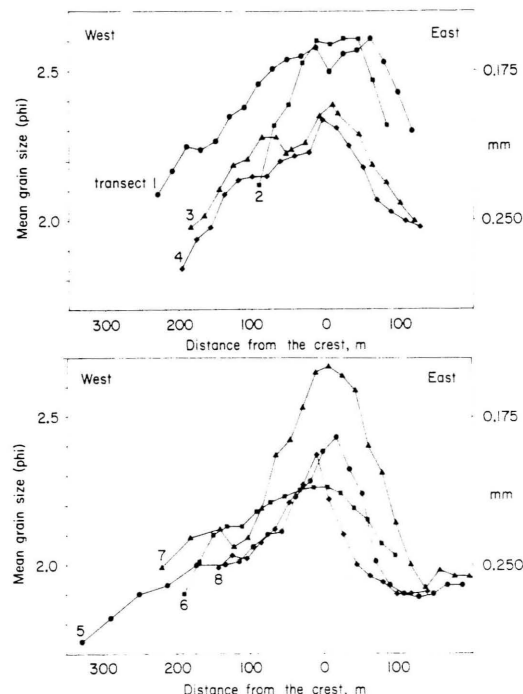 West
East
2.5
0.175
Mean grain size (phi)
mm
transect 1
2
3
2.0
0.250
4
300 200 100 0 100
Distance from the crest, m
West
East
2.5
0.175
Mean grain size (phi)
mm
7
8
2.0
0.250
6
5
300 200 100 0 100
Distance from the crest, m